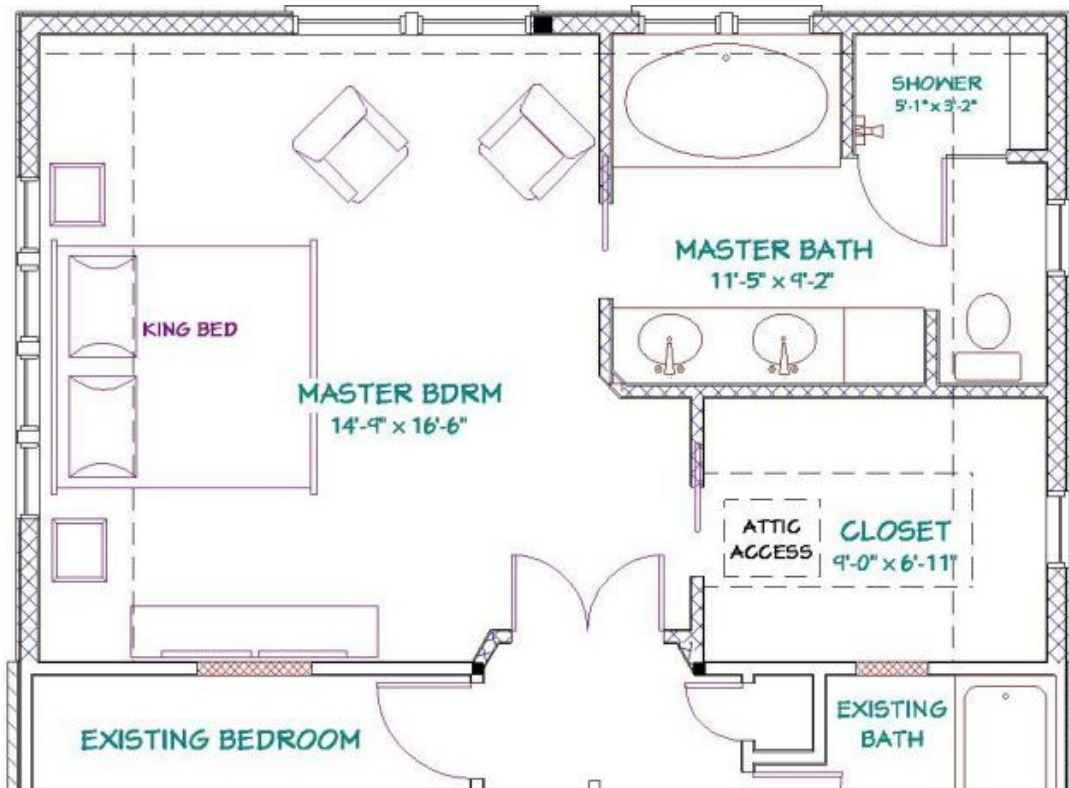 SHOWER
5'-1" x 3'-2"
MASTER BATH
11'-5" x 9'-2"
KING BED
MASTER BDRM
14'-9" x 16'-6"
ATTIC
ACCESS
CLOSET
9'-0" x 6'-11"
EXISTING BEDROOM
EXISTING
BATH